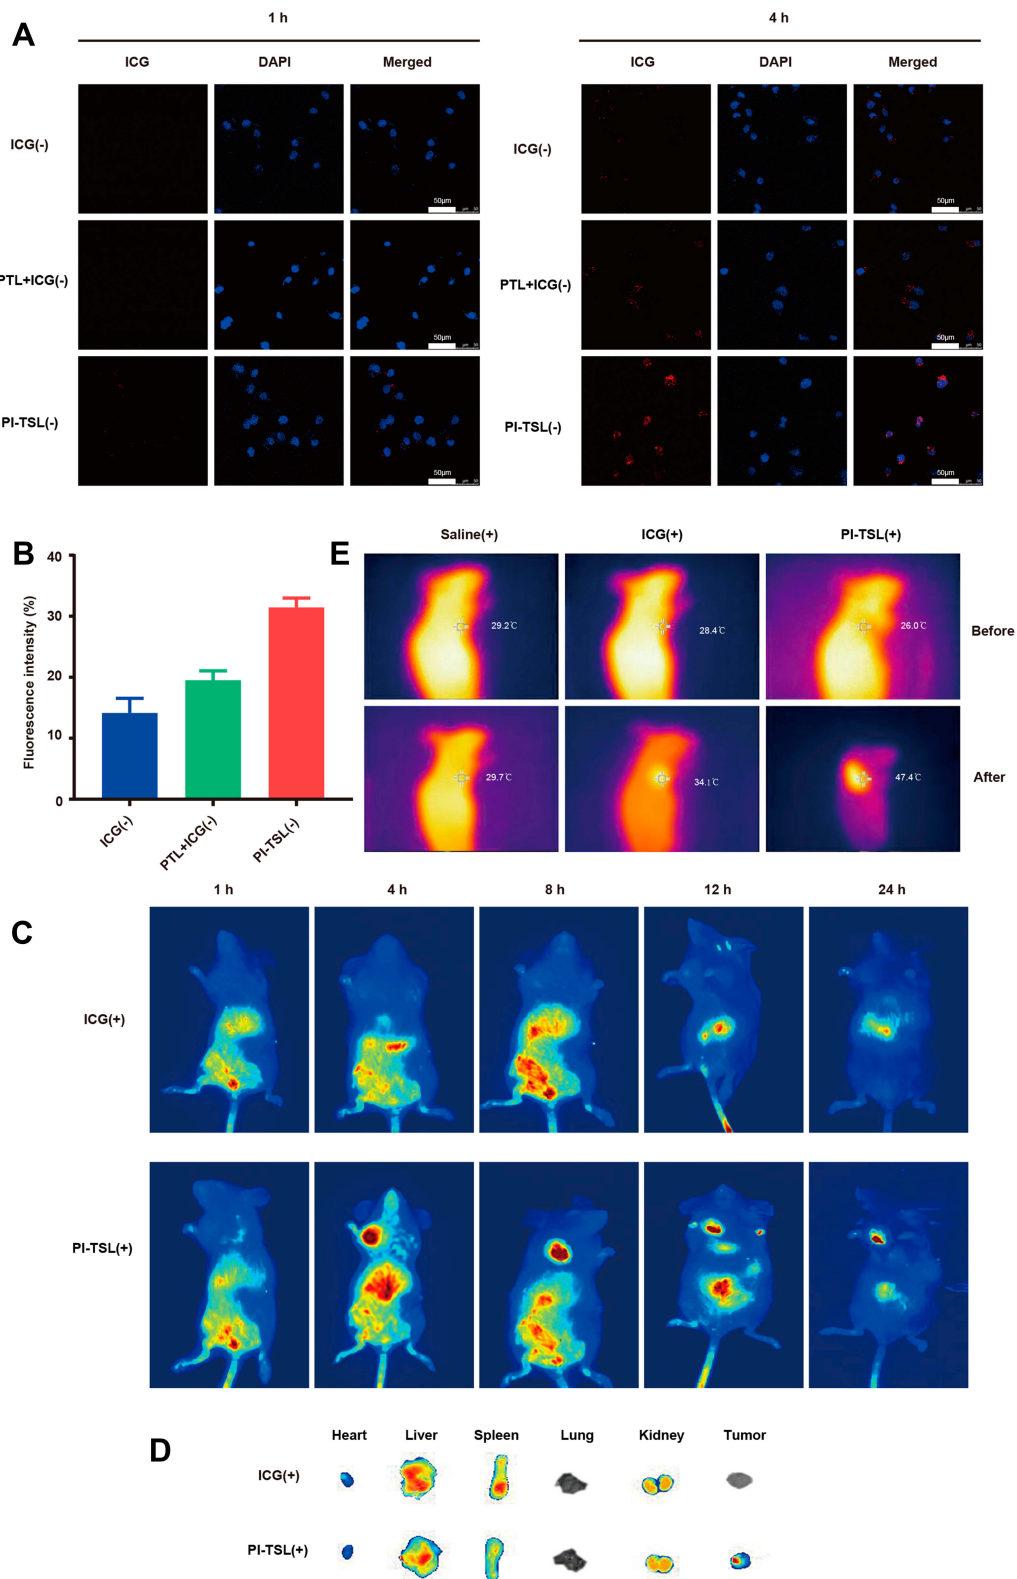 A
1 h
4 h
ICG DAPI Merged
ICG DAPI Merged
ICG(-)
50μm
ICG(-)
50μm
PTL+ICG(-)
50μm
PTL+ICG(-)
50μm
PI-TSL(-)
50μm
PI-TSL(-)
50μm
B
Fluorescence intensity (%)
40
30
20
10
0
ICG(-)
PTL+ICG(-)
PI-TSL(-)
E
Saline(+) ICG(+) PI-TSL(+)
29.2℃ 28.4℃ 26.0℃ Before
29.7℃ 34.1℃ 47.4℃ After
C
1 h 4 h 8 h 12 h 24 h
ICG(+)
PI-TSL(+)
D
Heart Liver Spleen Lung Kidney Tumor
ICG(+)
PI-TSL(+)